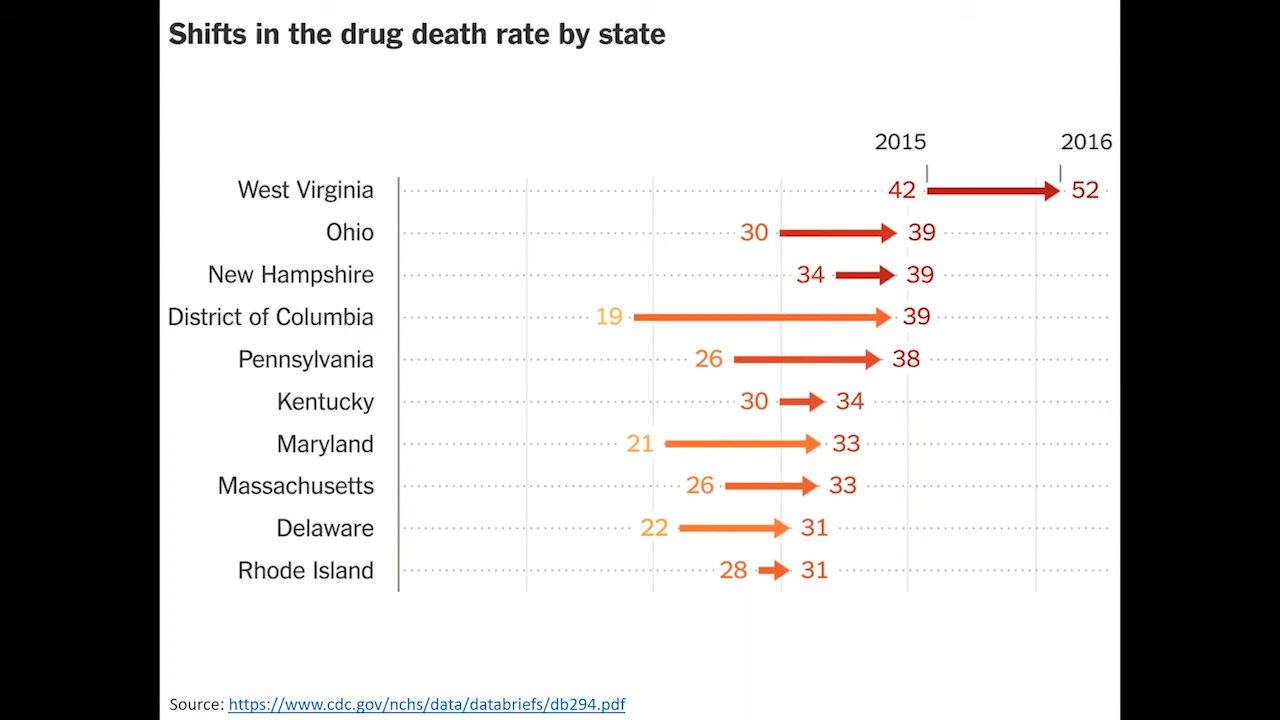 Shifts in the drug death rate by state
2015 2016
West Virginia 42 52
Ohio 30 39
New Hampshire 34 39
District of Columbia 19 39
Pennsylvania 26 38
Kentucky 30 34
Maryland 21 33
Massachusetts 26 33
Delaware 22 31
Rhode Island 28 31
Source: https://www.cdc.gov/nchs/data/databriefs/db294.pdf